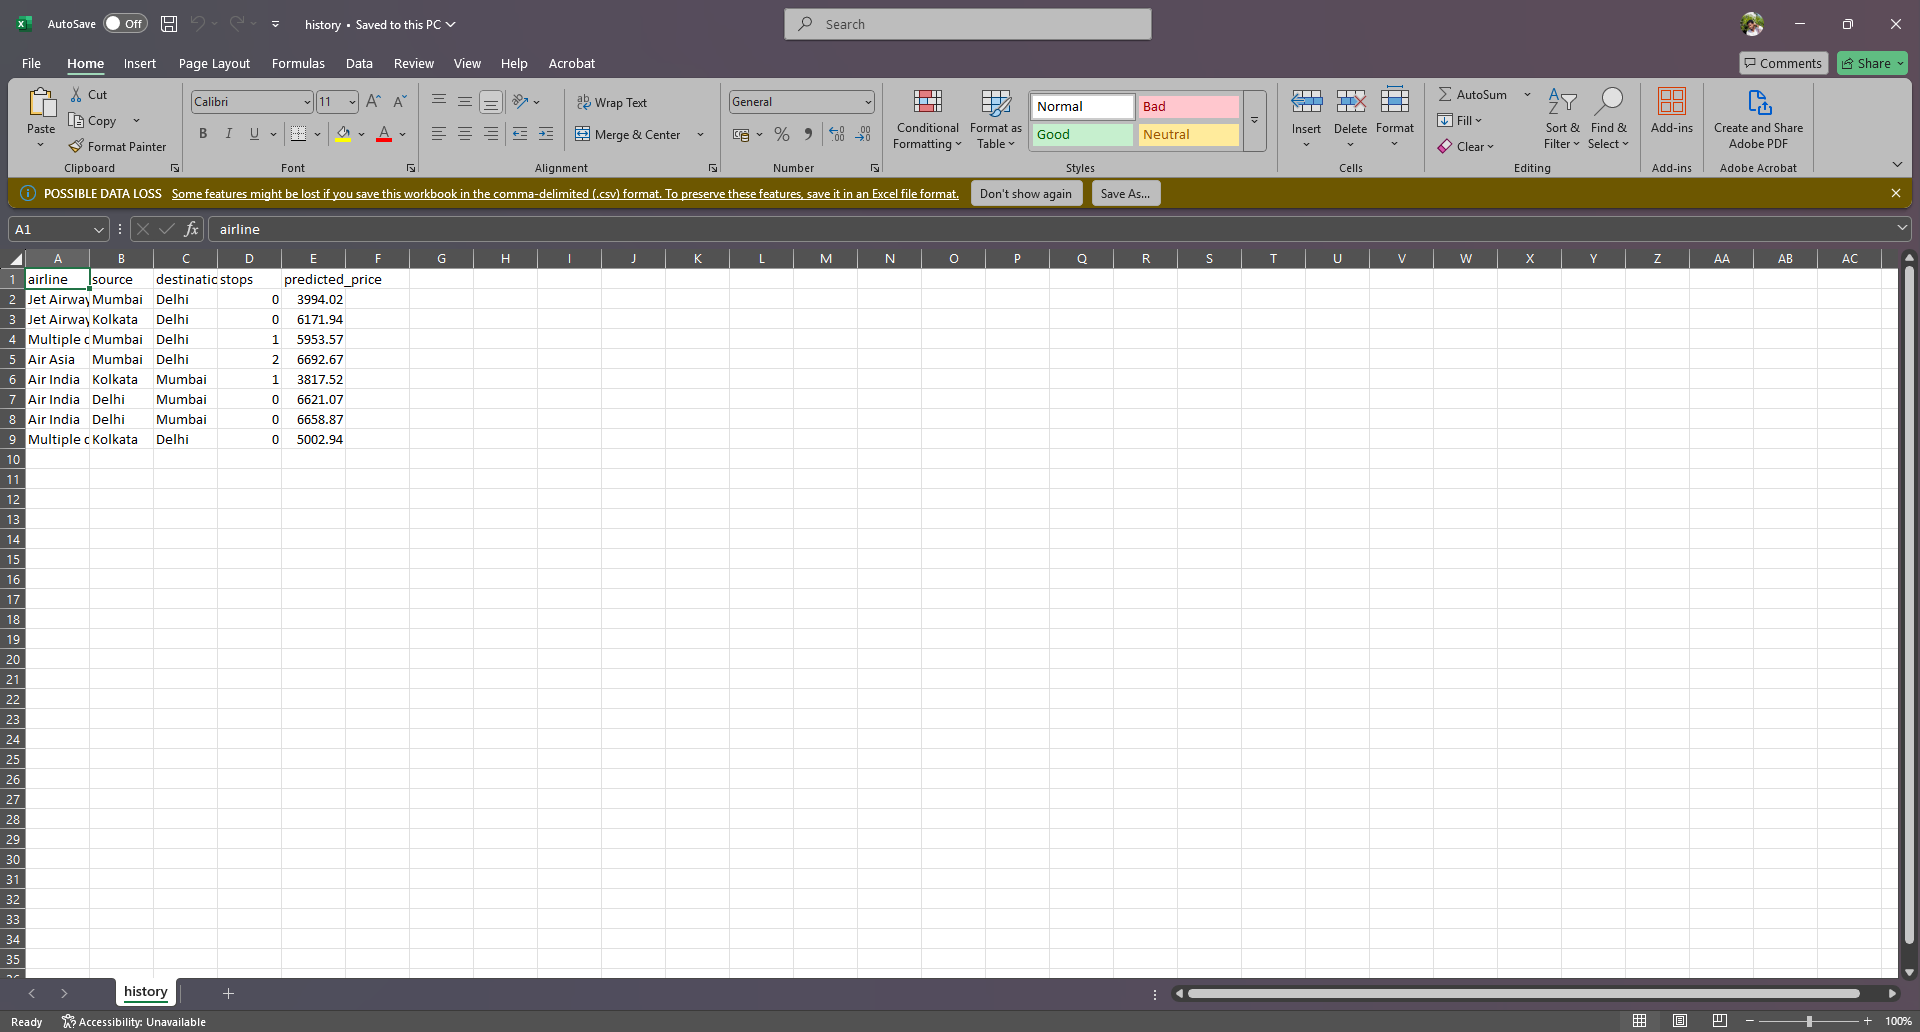 AutoSave Off history • Saved to this PC Search
File Home Insert Page Layout Formulas Data Review View Help Acrobat Comments Share
Paste Cut Copy Format Painter Clipboard
Calibri 11 B I U A Font
Wrap Text Merge & Center Alignment
General % Number
Conditional Formatting Format as Table Normal Bad Good Neutral Styles
Insert Delete Format Cells
AutoSum Fill Clear Sort & Filter Find & Select Editing
Add-ins Add-ins
Create and Share Adobe PDF Adobe Acrobat
POSSIBLE DATA LOSS Some features might be lost if you save this workbook in the comma-delimited (.csv) format. To preserve these features, save it in an Excel file format. Don't show again Save As...
A1 fx airline
A B C D E F G H I J K L M N O P Q R S T U V W X Y Z AA AB AC
1 airline source destinatic stops predicted_price
2 Jet Airway Mumbai Delhi 0 3994.02
3 Jet Airway Kolkata Delhi 0 6171.94
4 Multiple c Mumbai Delhi 1 5953.57
5 Air Asia Mumbai Delhi 2 6692.67
6 Air India Kolkata Mumbai 1 3817.52
7 Air India Delhi Mumbai 0 6621.07
8 Air India Delhi Mumbai 0 6658.87
9 Multiple c Kolkata Delhi 0 5002.94
10
11
12
13
14
15
16
17
18
19
20
21
22
23
24
25
26
27
28
29
30
31
32
33
34
35
history
Ready Accessibility: Unavailable 100%